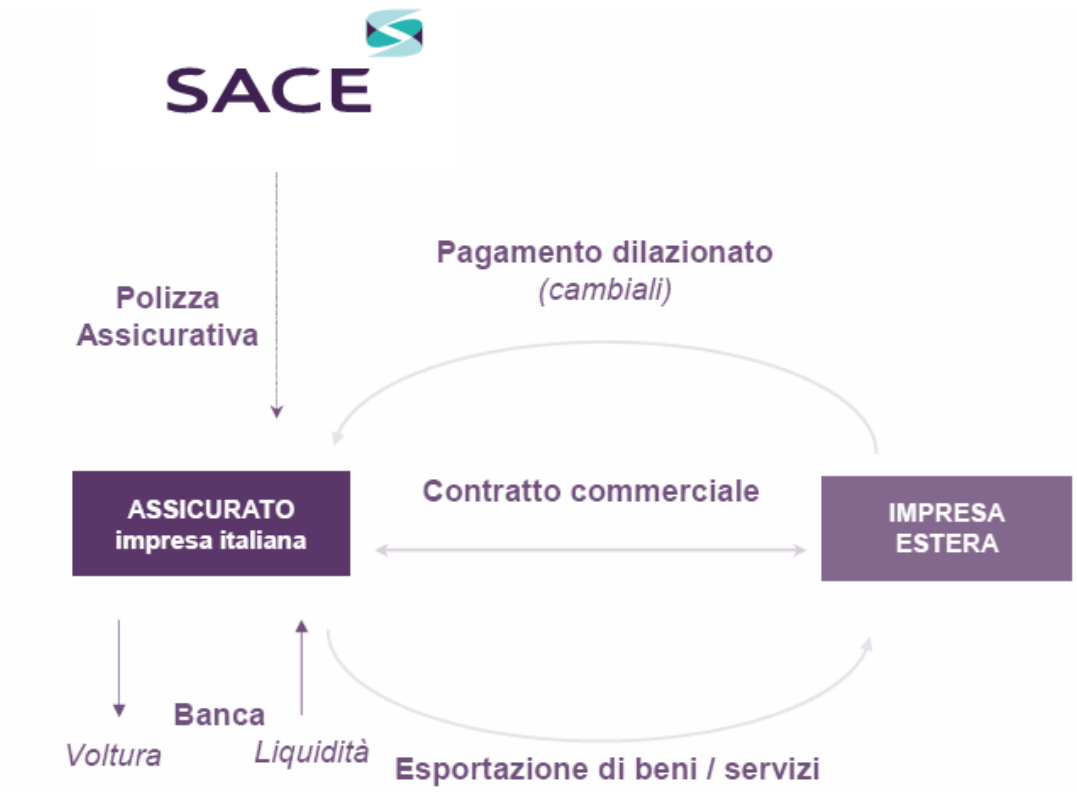 SACE
Pagamento dilazionato
(cambiali)
Polizza
Assicurativa
ASSICURATO
impresa italiana
Contratto commerciale
IMPRESA
ESTERA
Banca
Voltura
Liquidità
Esportazione di beni / servizi